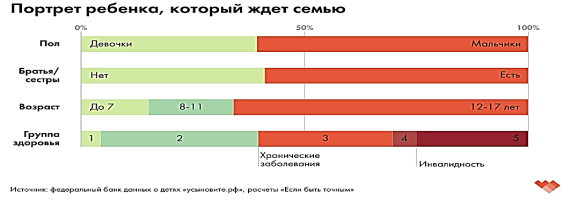 Портрет ребенка, который ждет семью
0% 50% 100%
Пол Девочки Мальчики
Братья/
сестры Нет Есть
Возраст До 7 8-11 12-17 лет
Группа
здоровья 1 2 3 4 5
Хронические
заболевания
Инвалидность
Источник: федеральный банк данных о детях «усыновите.рф», расчеты «Если быть точным»